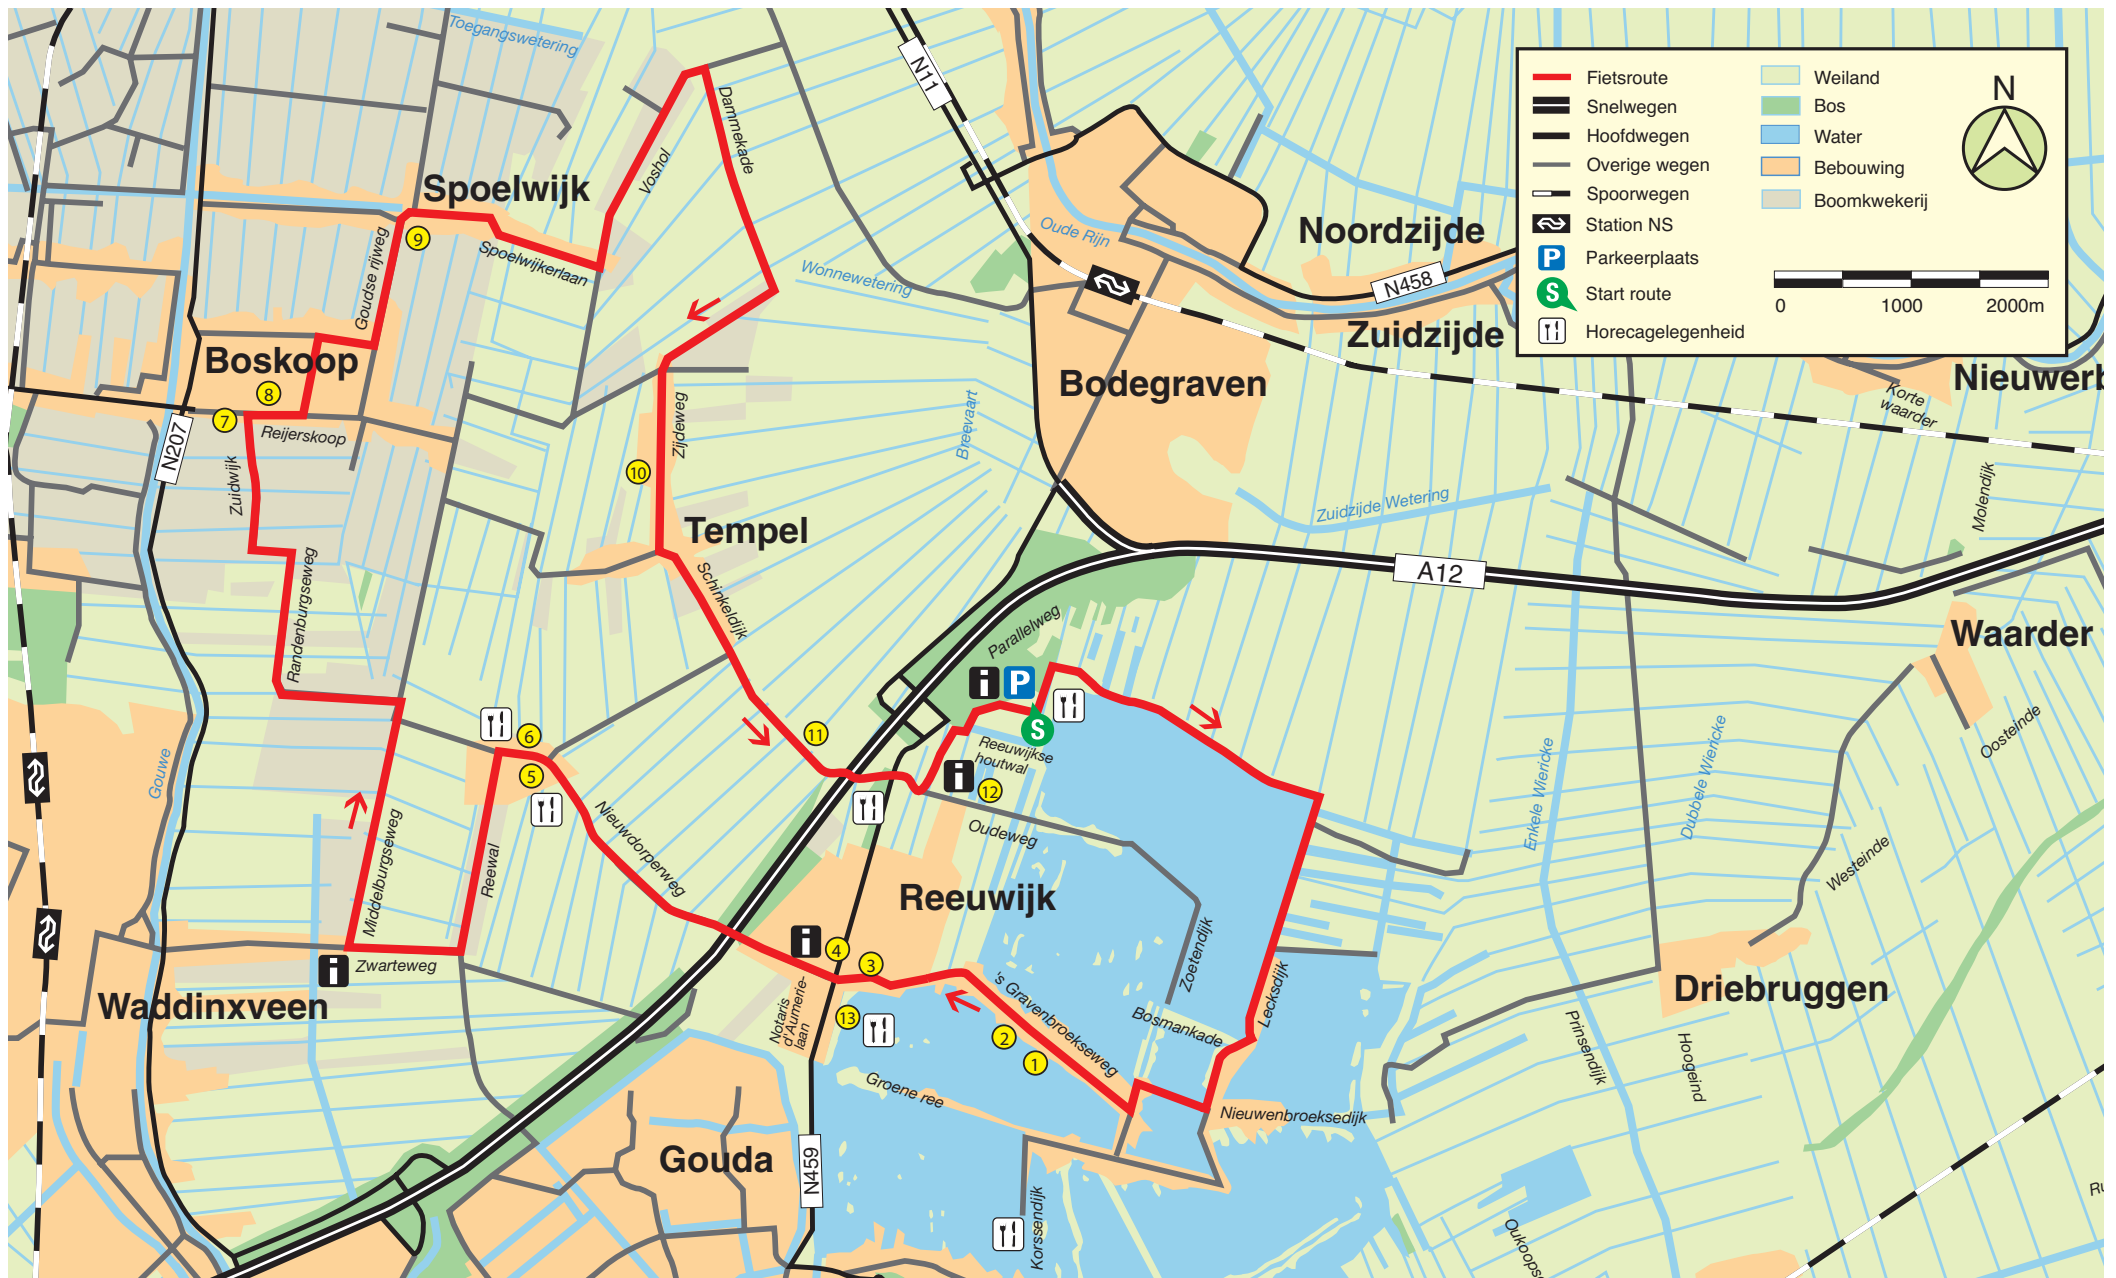 Toegangswetering
N11
Fietsroute
Snelwegen
Hoofdwegen
Overige wegen
Spoorwegen
Station NS
P
Parkeerplaats
S
Start route
Horecagelegenheid
Weiland
Bos
Water
Bebouwing
Boomkwekerij
N
0
1000
2000m
Dammekade
Voshol
Spoelwijk
9
Spoelwijkerlaan
Goudse rijweg
Oude Rijn
Noordzijde
N458
Wonnewetering
Zuidzijde
Boskoop
8
7
Reijerskoop
N207
Zuidwijk
Bodegraven
Nieuwerb
Korte
waarder
Breevaart
Zijdeweg
10
Tempel
Zuidzijde Wetering
Molendijk
A12
Randenburgseweg
Schinkeldijk
Parallelweg
Waarder
i
P
S
Gouwe
6
5
11
Reeuwijkse
houtwal
i
12
Oosteinde
Enkele Wiericke
Dubbele Wiericke
Middelburgseweg
Reewal
Nieuwdorperweg
Oudeweg
Westeinde
Reeuwijk
i
4
3
Zoetendijk
i
Zwarteweg
's Gravenbroekseweg
Lecksdijk
Driebruggen
Waddinxveen
Notaris
d'Aumerie-
laan
13
2
1
Bosmankade
Prinsendijk
Hoogeind
Groene ree
Nieuwenbroeksedijk
Gouda
N459
Korssendijk
Oukoops
Ru